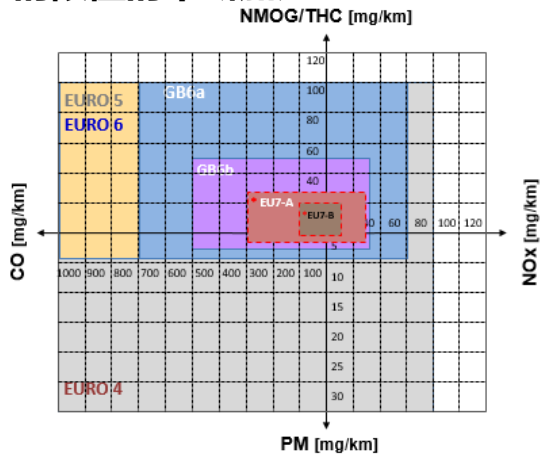 NMOG/THC [mg/km]
120
EURO 5
GB6a
100
EURO 6
80
60
GB6b
40
EU7-A
EU7-B
CO [mg/km]
60 80 100 120
NOx [mg/km]
5
1000 900 800 700 600 500 400 300 200 100
10
15
20
25
EURO 4
30
PM [mg/km]